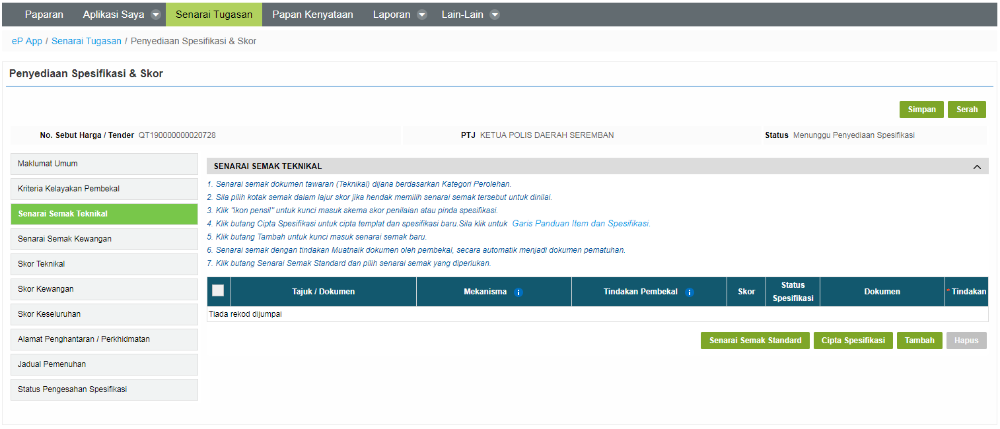 Paparan Aplikasi Saya Senarai Tugasan Papan Kenyataan Laporan Lain-Lain
eP App / Senarai Tugasan / Penyediaan Spesifikasi & Skor
Penyediaan Spesifikasi & Skor
Simpan Serah
No. Sebut Harga / Tender QT190000000020728 PTJ KETUA POLIS DAERAH SEREMBAN Status Menunggu Penyediaan Spesifikasi
Maklumat Umum
Kriteria Kelayakan Pembekal
Senarai Semak Teknikal
Senarai Semak Kewangan
Skor Teknikal
Skor Kewangan
Skor Keseluruhan
Alamat Penghantaran / Perkhidmatan
Jadual Pemenuhan
Status Pengesahan Spesifikasi
SENARAI SEMAK TEKNIKAL
1. Senarai semak dokumen tawaran (Teknikal) dijana berdasarkan Kategori Perolehan.
2. Sila pilih kotak semak dalam lajur skor jika hendak memilih senarai semak tersebut untuk dinilai.
3. Klik "ikon pensil" untuk kunci masuk skema skor penilaian atau pinda spesifikasi.
4. Klik butang Cipta Spesifikasi untuk cipta templat dan spesifikasi baru.Sila klik untuk Garis Panduan Item dan Spesifikasi.
5. Klik butang Tambah untuk kunci masuk senarai semak baru.
6. Senarai semak dengan tindakan Muatnaik dokumen oleh pembekal, secara automatik menjadi dokumen pematuhan.
7. Klik butang Senarai Semak Standard dan pilih senarai semak yang diperlukan.
Tajuk / Dokumen Mekanisma i Tindakan Pembekal i Skor Status Spesifikasi Dokumen * Tindakan
Tiada rekod dijumpai
Senarai Semak Standard Cipta Spesifikasi Tambah Hapus